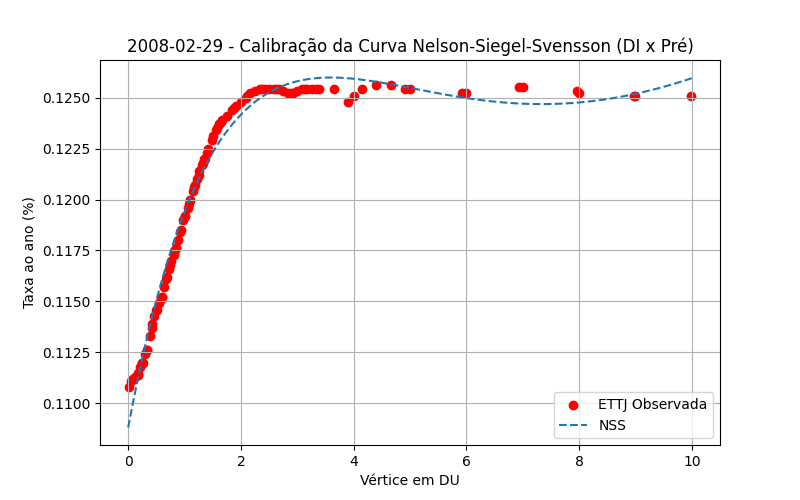 2008-02-29 - Calibração da Curva Nelson-Siegel-Svensson (DI x Pré)
Taxa ao ano (%)
0.1250
0.1225
0.1200
0.1175
0.1150
0.1125
0.1100
ETTJ Observada
NSS
0 2 4 6 8 10
Vértice em DU